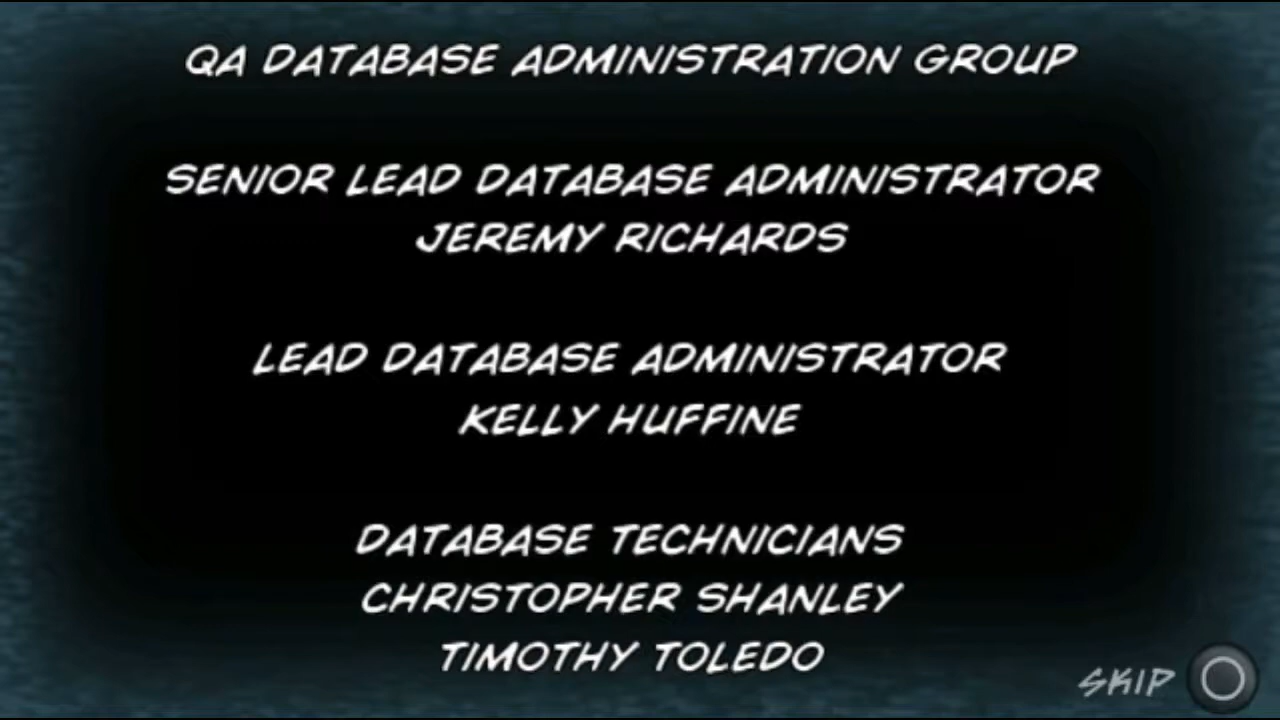 QA DATABASE ADMINISTRATION GROUP
SENIOR LEAD DATABASE ADMINISTRATOR
JEREMY RICHARDS
LEAD DATABASE ADMINISTRATOR
KELLY HUFFINE
DATABASE TECHNICIANS
CHRISTOPHER SHANLEY
TIMOTHY TOLEDO
SKIP